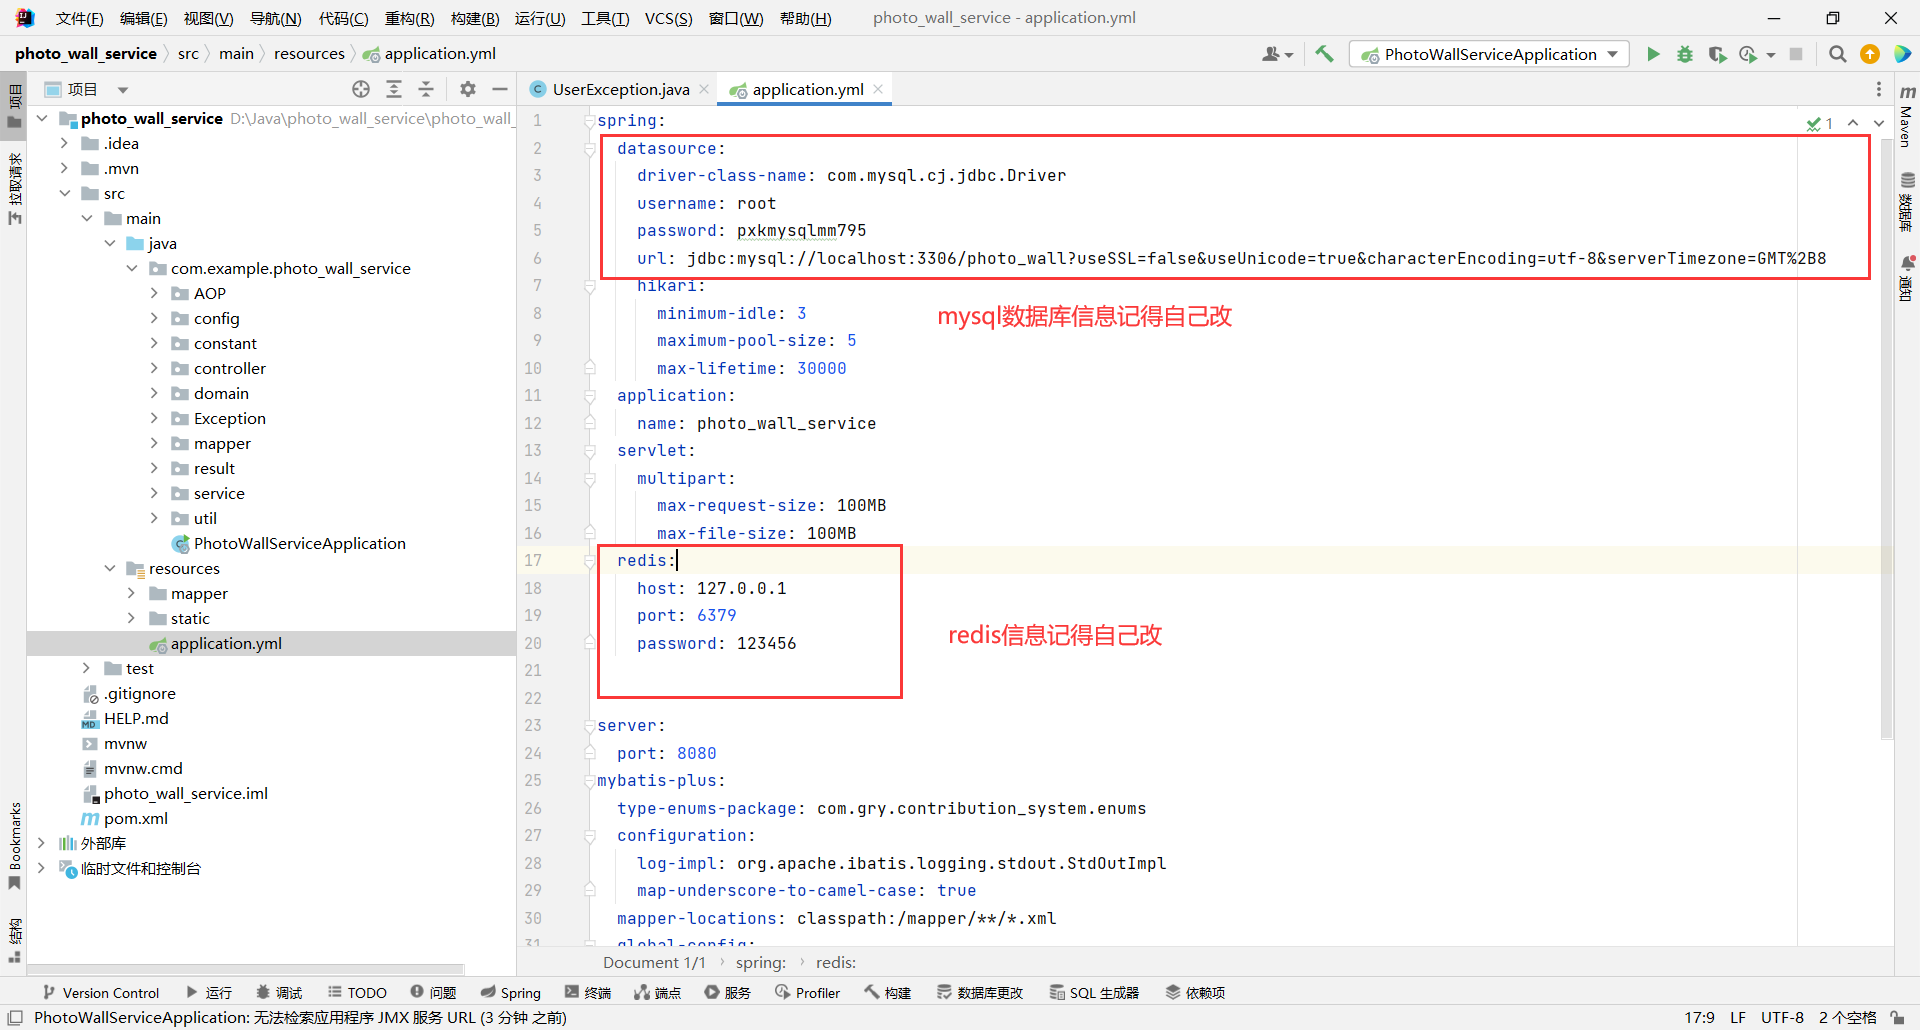 文件(F) 编辑(E) 视图(V) 导航(N) 代码(C) 重构(R) 构建(B) 运行(U) 工具(T) VCS(S) 窗口(W) 帮助(H) photo_wall_service - application.yml
photo_wall_service src main resources application.yml PhotoWallServiceApplication
项目
UserException.java application.yml
项目
拉取请求
Bookmarks
结构
photo_wall_service D:\Java\photo_wall_service\photo_wall_
.idea
.mvn
src
main
java
com.example.photo_wall_service
AOP
config
constant
controller
domain
Exception
mapper
result
service
util
PhotoWallServiceApplication
resources
mapper
static
application.yml
test
.gitignore
HELP.md
mvnw
mvnw.cmd
photo_wall_service.iml
pom.xml
外部库
临时文件和控制台
1 spring:
2 datasource:
3 driver-class-name: com.mysql.cj.jdbc.Driver
4 username: root
5 password: pxkmysqlmm795
6 url: jdbc:mysql://localhost:3306/photo_wall?useSSL=false&useUnicode=true&characterEncoding=utf-8&serverTimezone=GMT%2B8
7 hikari:
8 minimum-idle: 3
9 maximum-pool-size: 5
10 max-lifetime: 30000
11 application:
12 name: photo_wall_service
13 servlet:
14 multipart:
15 max-request-size: 100MB
16 max-file-size: 100MB
17 redis:
18 host: 127.0.0.1
19 port: 6379
20 password: 123456
21
22
23 server:
24 port: 8080
25 mybatis-plus:
26 type-enums-package: com.gry.contribution_system.enums
27 configuration:
28 log-impl: org.apache.ibatis.logging.stdout.StdOutImpl
29 map-underscore-to-camel-case: true
30 mapper-locations: classpath:/mapper/**/*.xml
31 global-config:
mysql数据库信息记得自己改
redis信息记得自己改
1
Maven
数据库
通知
Document 1/1 spring: redis:
Version Control 运行 调试 TODO 问题 Spring 终端 端点 服务 Profiler 构建 数据库更改 SQL 生成器 依赖项
PhotoWallServiceApplication: 无法检索应用程序 JMX 服务 URL (3 分钟 之前) 17:9 LF UTF-8 2 个空格